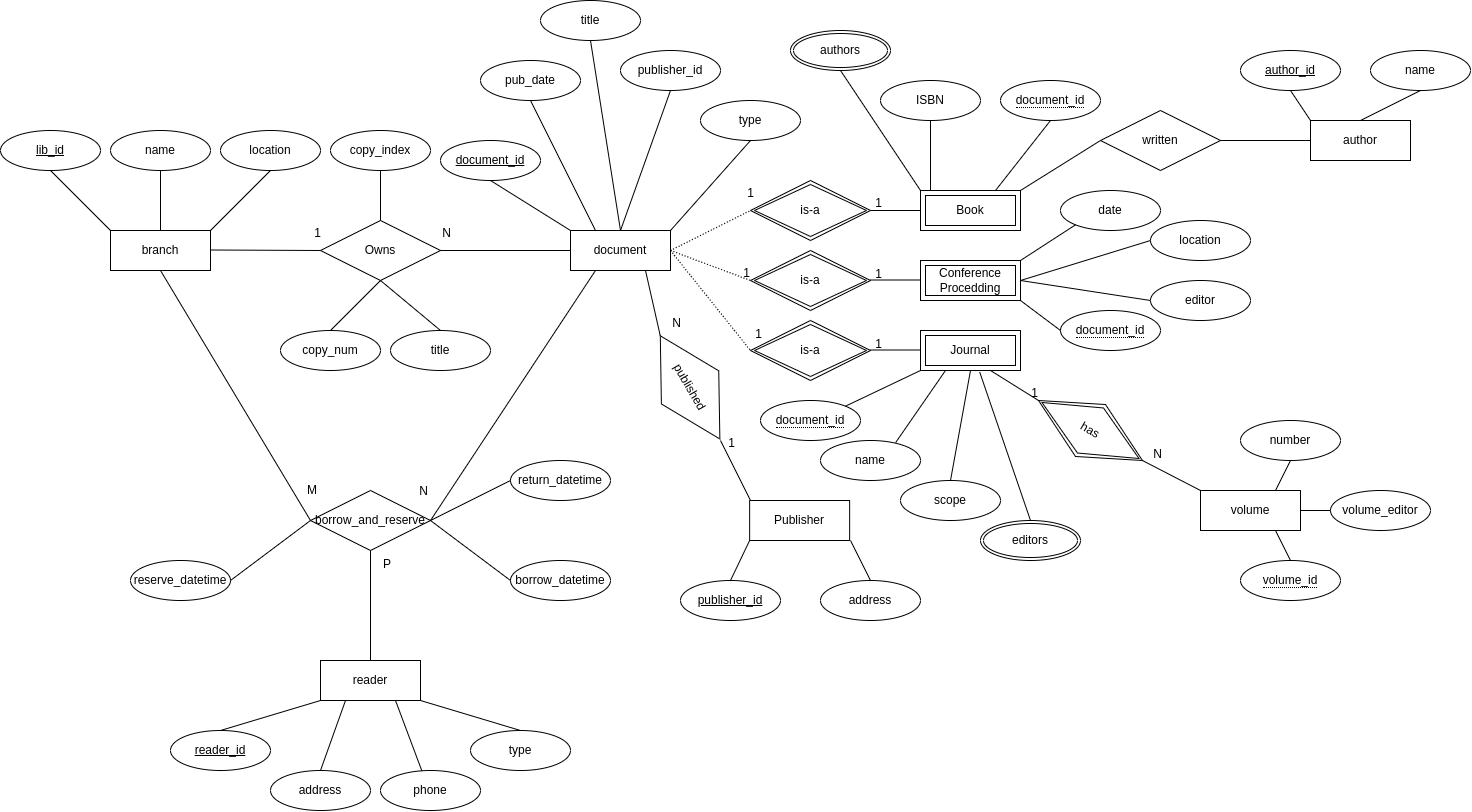 title
authors
pub_date
publisher_id
author_id
name
ISBN
document_id
type
lib_id
name
location
copy_index
document_id
written
author
1
is-a
1
Book
date
1
N
branch
Owns
document
location
1
is-a
1
Conference
Procedding
editor
N
document_id
copy_num
title
1
is-a
1
Journal
published
1
document_id
has
1
N
number
name
M
N
return_datetime
scope
volume
volume_editor
borrow_and_reserve
Publisher
editors
P
reserve_datetime
borrow_datetime
volume_id
publisher_id
address
reader
reader_id
type
address
phone